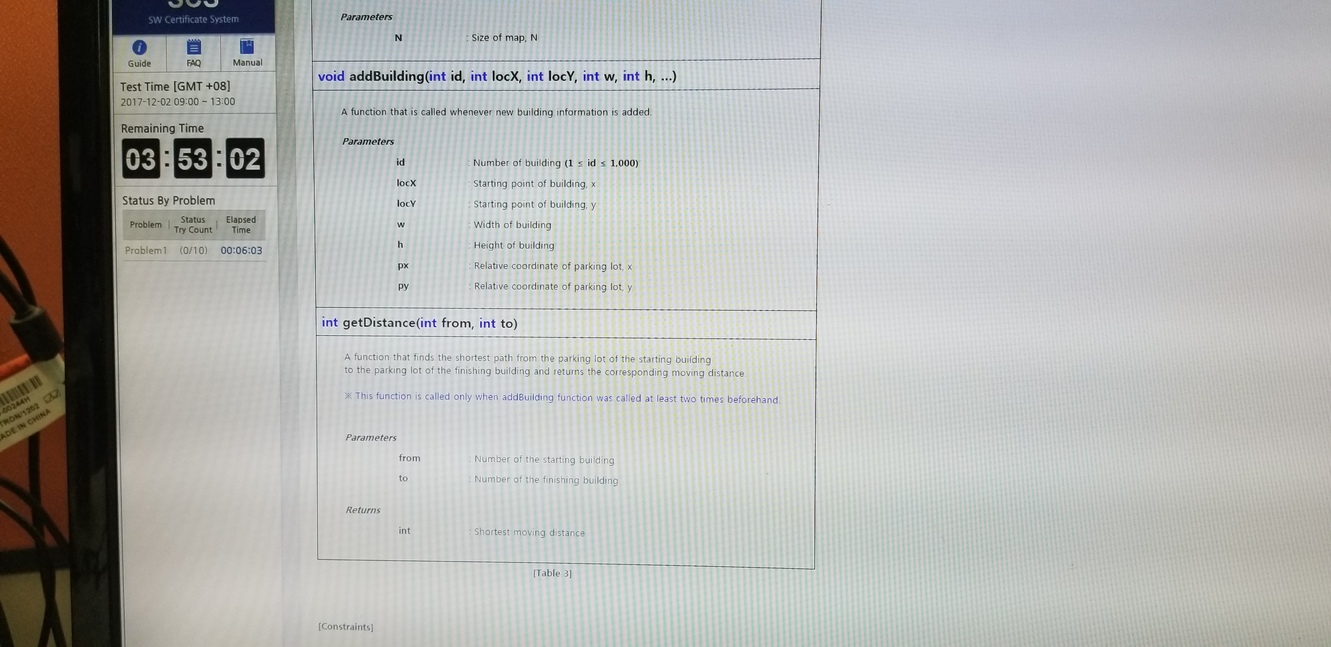 SW Certificate System
Guide
FAQ
Manual
Test Time [GMT +08]
2017-12-02 09:00 ~ 13:00
Remaining Time
03 : 53 : 02
Status By Problem
Problem Status Try Count Elapsed Time
Problem1 (0/10) 00:06:03
Parameters
N : Size of map, N
void addBuilding(int id, int locX, int locY, int w, int h, ...)
A function that is called whenever new building information is added.
Parameters
id : Number of building (1 ≤ id ≤ 1,000)
locX : Starting point of building, x
locY : Starting point of building, y
w : Width of building
h : Height of building
px : Relative coordinate of parking lot, x
py : Relative coordinate of parking lot, y
int getDistance(int from, int to)
A function that finds the shortest path from the parking lot of the starting building
to the parking lot of the finishing building and returns the corresponding moving distance
※ This function is called only when addBuilding function was called at least two times beforehand.
Parameters
from : Number of the starting building
to : Number of the finishing building
Returns
int : Shortest moving distance
[Table 3]
[Constraints]
MADE IN CHINA